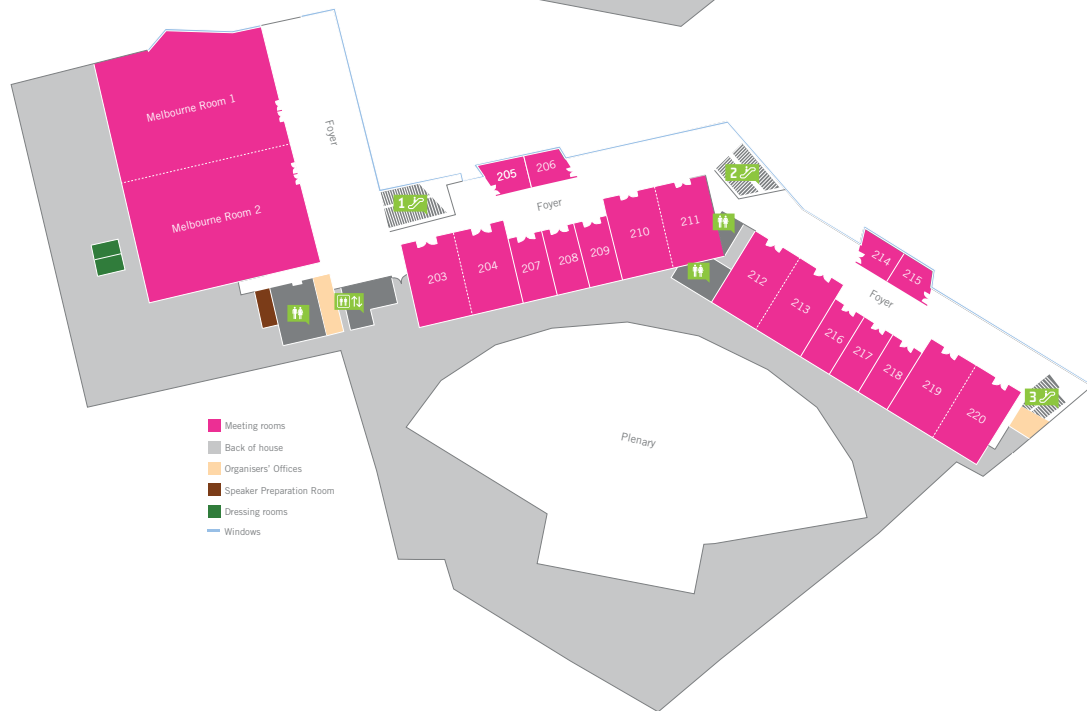 Melbourne Room 1
Melbourne Room 2
Foyer
1
205
206
Foyer
2
203
204
207
208
209
210
211
212
213
214
215
Foyer
216
217
218
219
220
3
Plenary
Meeting rooms
Back of house
Organisers' Offices
Speaker Preparation Room
Dressing rooms
Windows